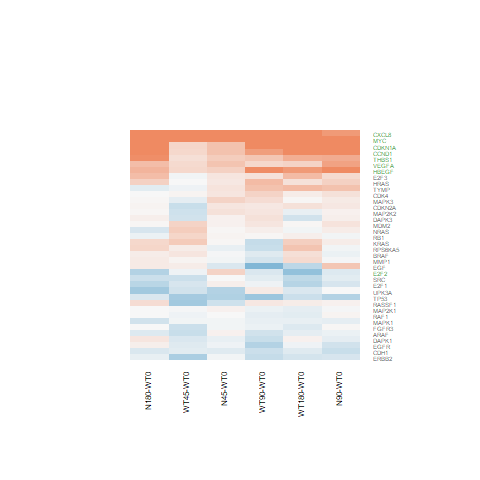 CXCL8
MYC
CDKN1A
CCND1
THBS1
VEGFA
HBEGF
E2F3
HRAS
TYMP
CDK4
MAPK3
CDKN2A
MAP2K2
DAPK3
MDM2
NRAS
RB1
KRAS
RPS6KA5
BRAF
MMP1
EGF
E2F2
SRC
E2F1
UPK3A
TP53
RASSF1
MAP2K1
RAF1
MAPK1
FGFR3
ARAF
DAPK1
EGFR
CDH1
ERBB2
N180-WT0
WT45-WT0
N45-WT0
WT90-WT0
WT180-WT0
N90-WT0